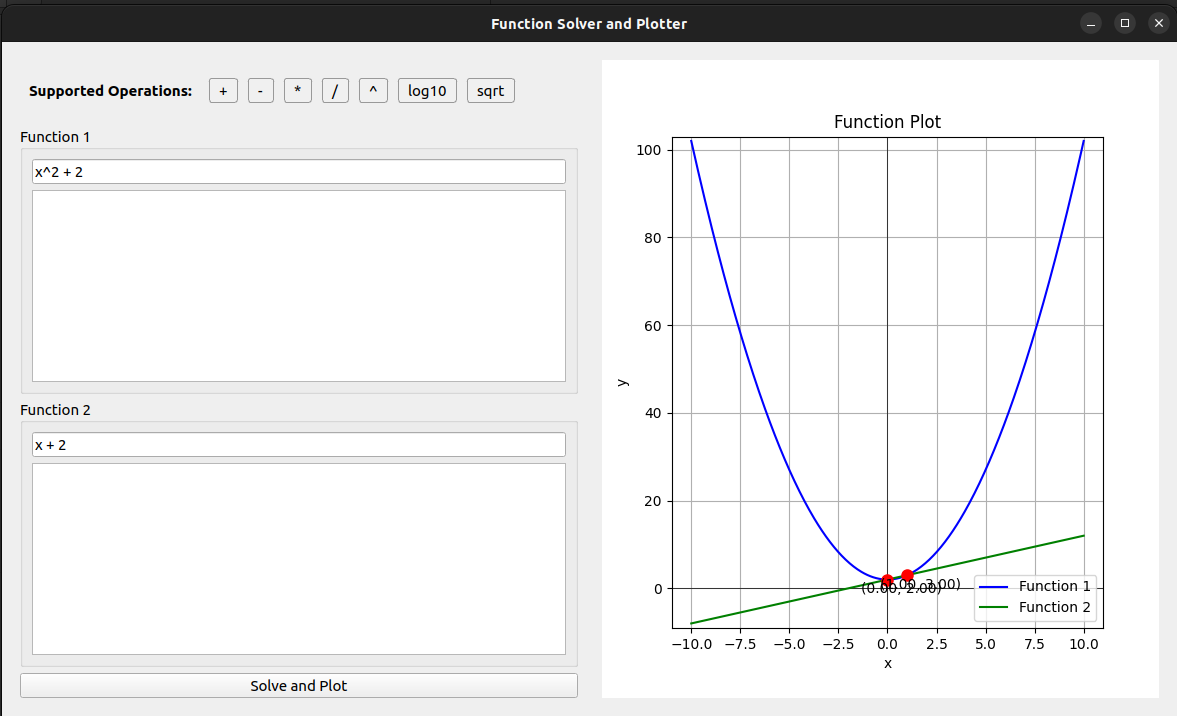 Function Solver and Plotter
Supported Operations: + - * / ^ log10 sqrt
Function 1
x^2 + 2
Function 2
x + 2
Solve and Plot
Function Plot
100
80
60
40
20
0
y
(0.00, 2.00)
3.00)
Function 1
Function 2
−10.0 −7.5 −5.0 −2.5 0.0 2.5 5.0 7.5 10.0
x